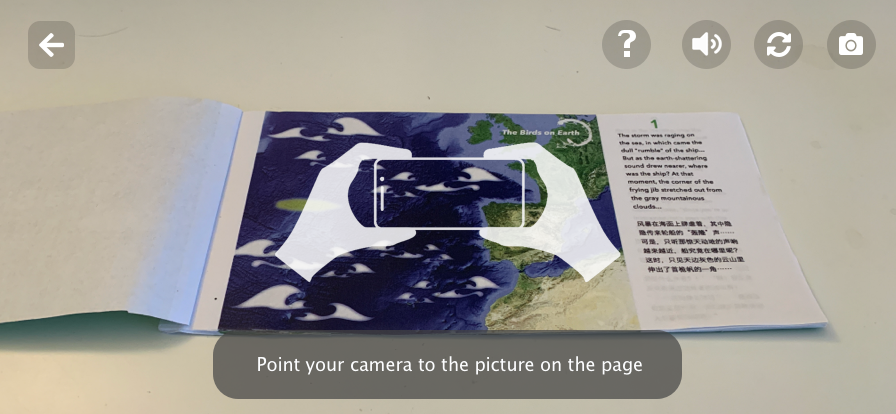 ?
The Birds on Earth
1
The storm was raging on
the sea, in which came the
dull "rumble" of the ship...
But as the earth-shattering
sound drew nearer, where
was the ship? At that
moment, the corner of the
frying jib stretched out from
the gray mountainous
clouds...
风暴在海面上肆虐着，其中隐
隐传来轮船的“轰隆”声……
可是，只听那惊天动地的声响
越来越近，船究竟在哪里呢？
这时，只见天边灰色的云山里
伸出了首桅帆的一角……
Point your camera to the picture on the page